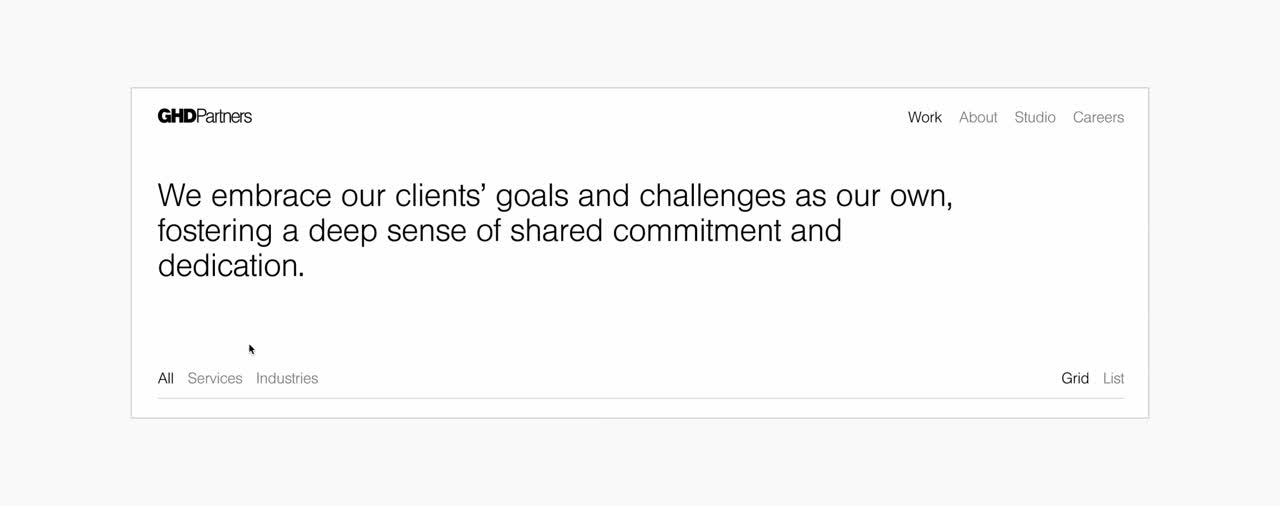 GHDPartners
Work About Studio Careers
We embrace our clients’ goals and challenges as our own,
fostering a deep sense of shared commitment and
dedication.
All Services Industries
Grid List